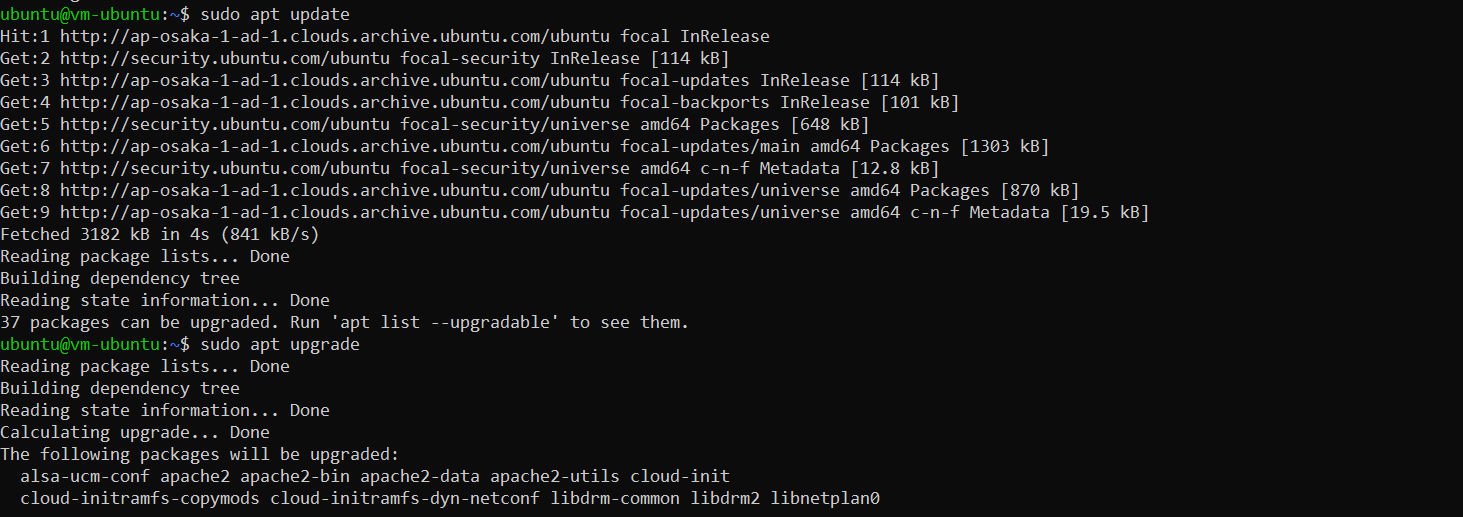 ubuntu@vm-ubuntu:~$ sudo apt update
Hit:1 http://ap-osaka-1-ad-1.clouds.archive.ubuntu.com/ubuntu focal InRelease
Get:2 http://security.ubuntu.com/ubuntu focal-security InRelease [114 kB]
Get:3 http://ap-osaka-1-ad-1.clouds.archive.ubuntu.com/ubuntu focal-updates InRelease [114 kB]
Get:4 http://ap-osaka-1-ad-1.clouds.archive.ubuntu.com/ubuntu focal-backports InRelease [101 kB]
Get:5 http://security.ubuntu.com/ubuntu focal-security/universe amd64 Packages [648 kB]
Get:6 http://ap-osaka-1-ad-1.clouds.archive.ubuntu.com/ubuntu focal-updates/main amd64 Packages [1303 kB]
Get:7 http://security.ubuntu.com/ubuntu focal-security/universe amd64 c-n-f Metadata [12.8 kB]
Get:8 http://ap-osaka-1-ad-1.clouds.archive.ubuntu.com/ubuntu focal-updates/universe amd64 Packages [870 kB]
Get:9 http://ap-osaka-1-ad-1.clouds.archive.ubuntu.com/ubuntu focal-updates/universe amd64 c-n-f Metadata [19.5 kB]
Fetched 3182 kB in 4s (841 kB/s)
Reading package lists... Done
Building dependency tree
Reading state information... Done
37 packages can be upgraded. Run 'apt list --upgradable' to see them.
ubuntu@vm-ubuntu:~$ sudo apt upgrade
Reading package lists... Done
Building dependency tree
Reading state information... Done
Calculating upgrade... Done
The following packages will be upgraded:
  alsa-ucm-conf apache2 apache2-bin apache2-data apache2-utils cloud-init
  cloud-initramfs-copymods cloud-initramfs-dyn-netconf libdrm-common libdrm2 libnetplan0